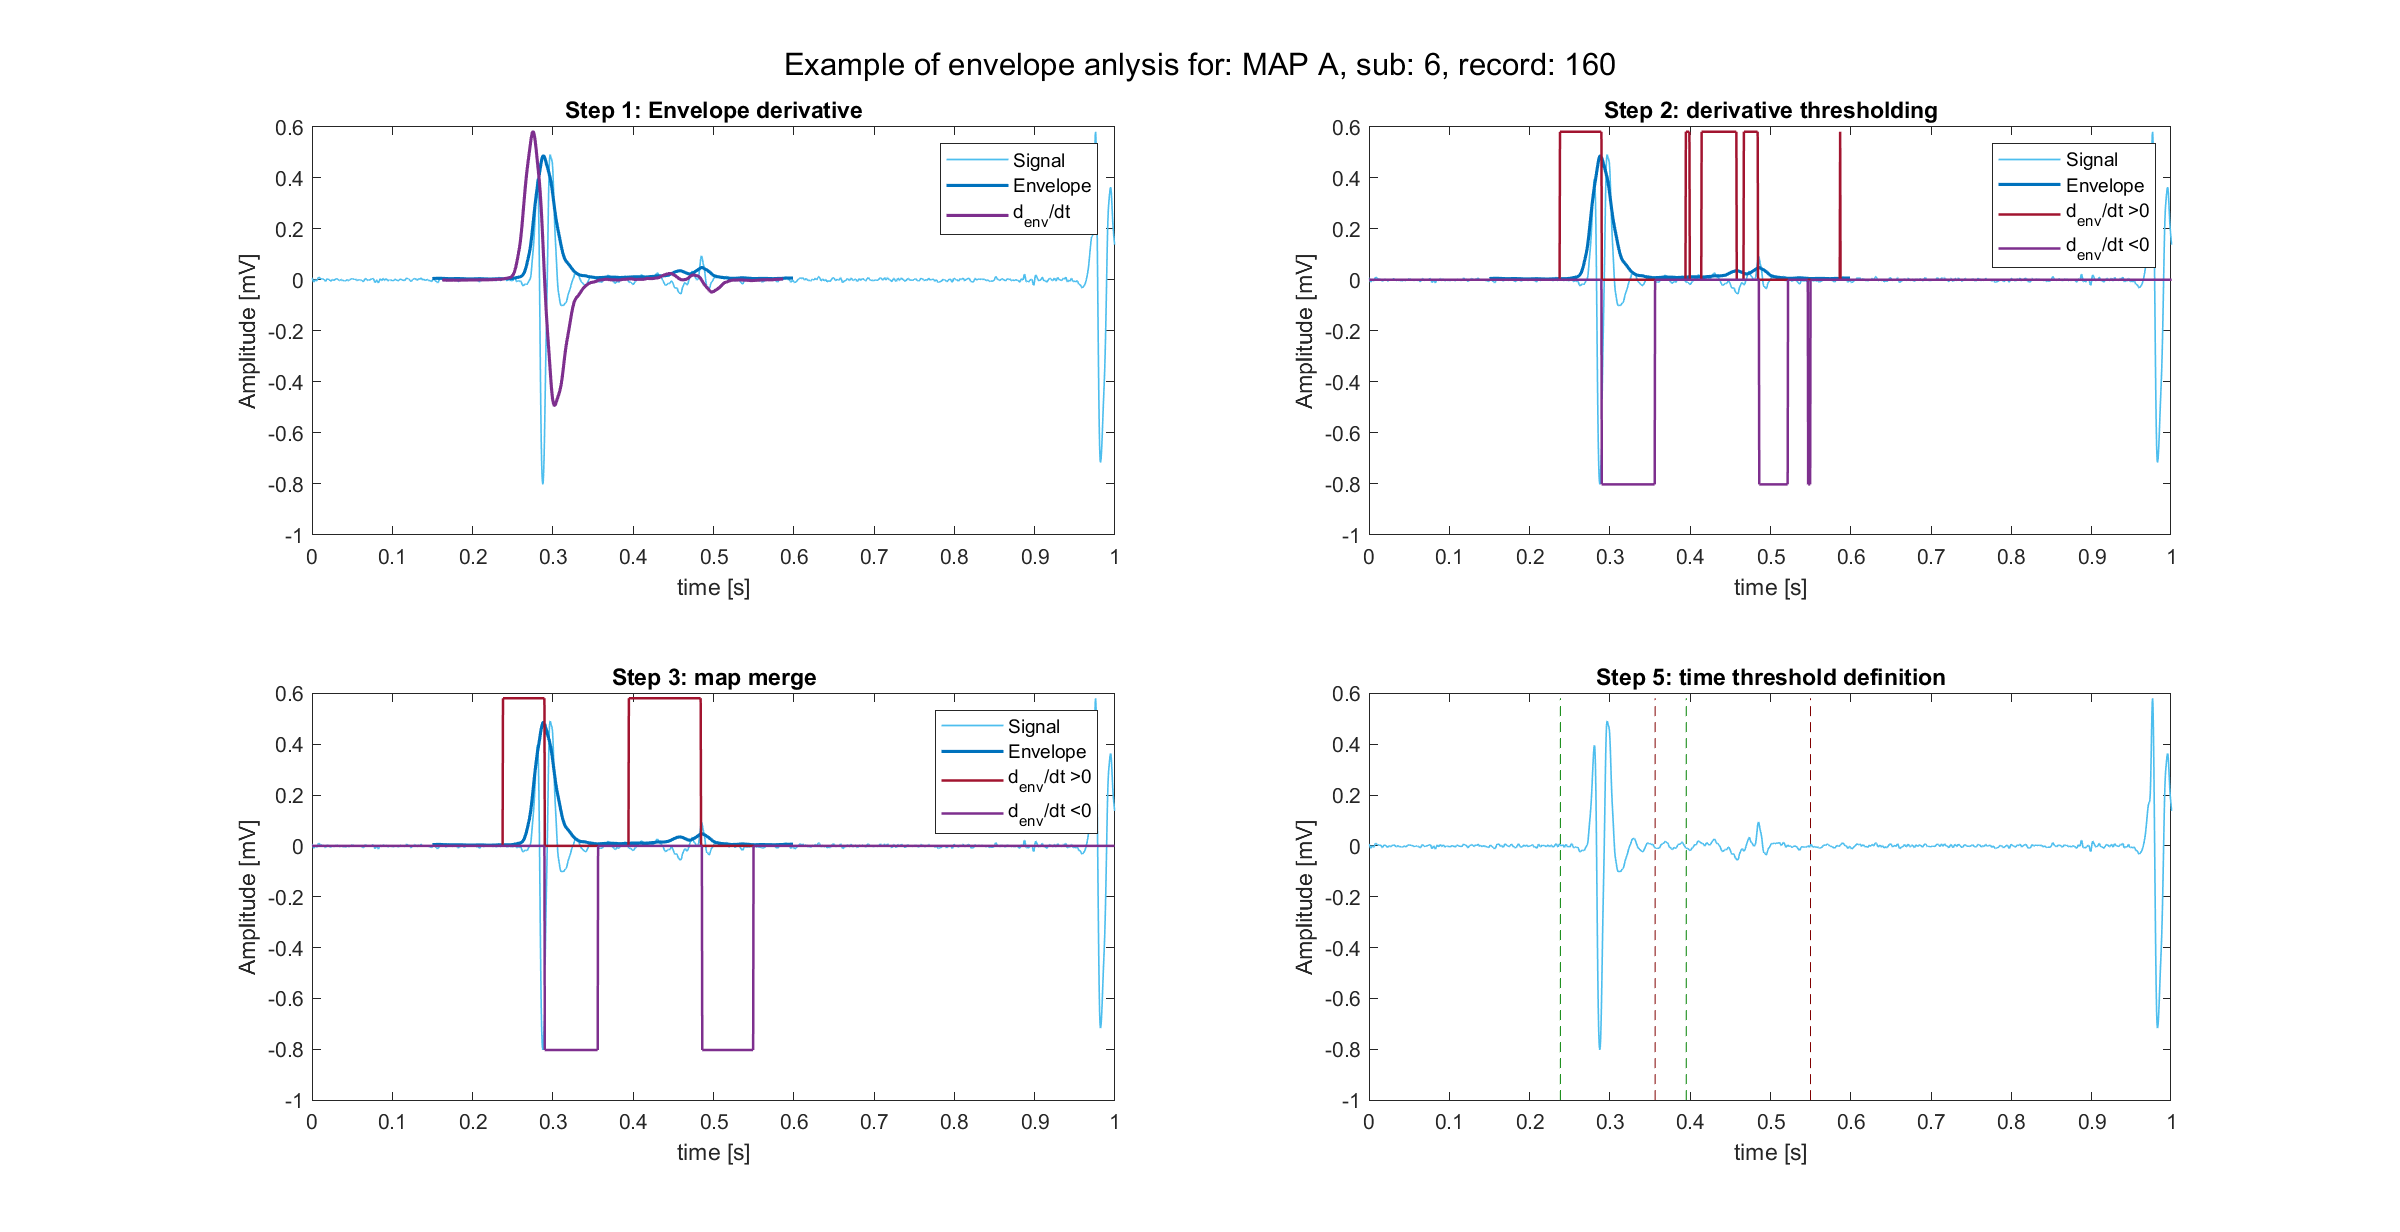 Example of envelope anlysis for: MAP A, sub: 6, record: 160
Step 1: Envelope derivative
Amplitude [mV]
0.6
0.4
0.2
0
-0.2
-0.4
-0.6
-0.8
-1
Signal
Envelope
d_env/dt
0 0.1 0.2 0.3 0.4 0.5 0.6 0.7 0.8 0.9 1
time [s]
Step 2: derivative thresholding
Amplitude [mV]
0.6
0.4
0.2
0
-0.2
-0.4
-0.6
-0.8
-1
Signal
Envelope
d_env/dt >0
d_env/dt <0
0 0.1 0.2 0.3 0.4 0.5 0.6 0.7 0.8 0.9 1
time [s]
Step 3: map merge
Amplitude [mV]
0.6
0.4
0.2
0
-0.2
-0.4
-0.6
-0.8
-1
Signal
Envelope
d_env/dt >0
d_env/dt <0
0 0.1 0.2 0.3 0.4 0.5 0.6 0.7 0.8 0.9 1
time [s]
Step 5: time threshold definition
Amplitude [mV]
0.6
0.4
0.2
0
-0.2
-0.4
-0.6
-0.8
-1
0 0.1 0.2 0.3 0.4 0.5 0.6 0.7 0.8 0.9 1
time [s]